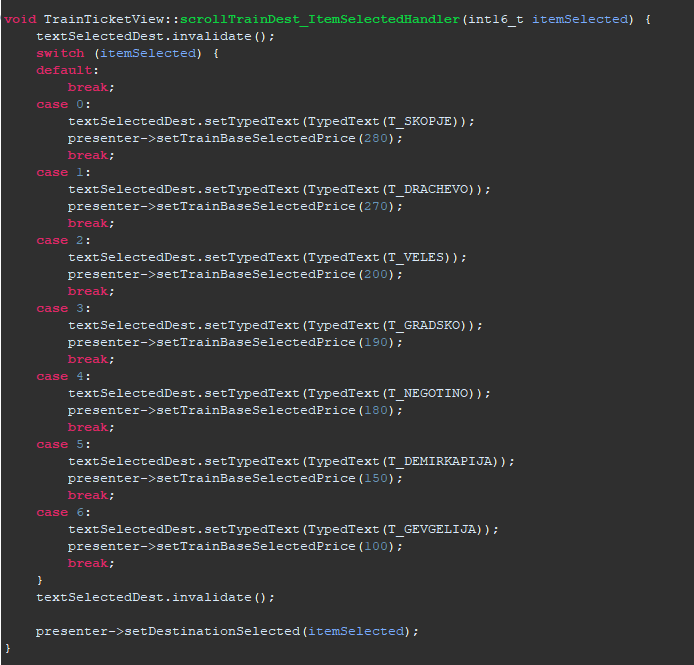 void TrainTicketView::scrollTrainDest_ItemSelectedHandler(int16_t itemSelected) {
    textSelectedDest.invalidate();
    switch (itemSelected) {
    default:
        break;
    case 0:
        textSelectedDest.setTypedText(TypedText(T_SKOPJE));
        presenter->setTrainBaseSelectedPrice(280);
        break;
    case 1:
        textSelectedDest.setTypedText(TypedText(T_DRACHEVO));
        presenter->setTrainBaseSelectedPrice(270);
        break;
    case 2:
        textSelectedDest.setTypedText(TypedText(T_VELES));
        presenter->setTrainBaseSelectedPrice(200);
        break;
    case 3:
        textSelectedDest.setTypedText(TypedText(T_GRADSKO));
        presenter->setTrainBaseSelectedPrice(190);
        break;
    case 4:
        textSelectedDest.setTypedText(TypedText(T_NEGOTINO));
        presenter->setTrainBaseSelectedPrice(180);
        break;
    case 5:
        textSelectedDest.setTypedText(TypedText(T_DEMIRKAPIJA));
        presenter->setTrainBaseSelectedPrice(150);
        break;
    case 6:
        textSelectedDest.setTypedText(TypedText(T_GEVGELIJA));
        presenter->setTrainBaseSelectedPrice(100);
        break;
    }
    textSelectedDest.invalidate();

    presenter->setDestinationSelected(itemSelected);
}